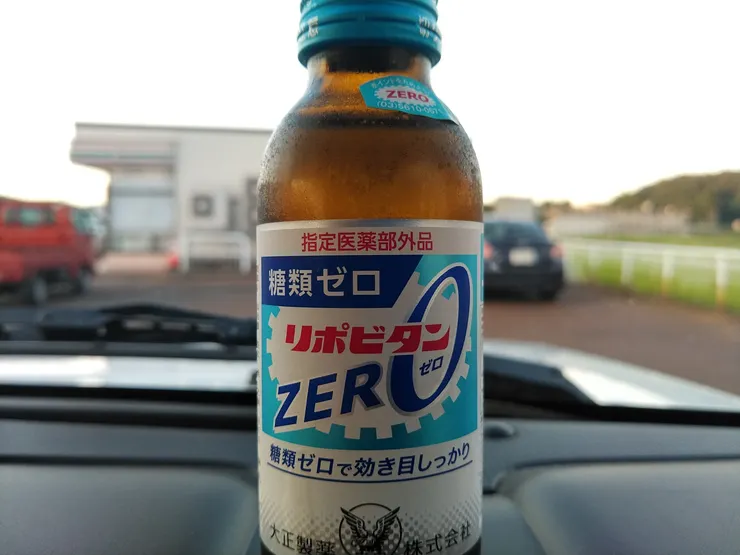 ZERO
指定医薬部外品
糖類ゼロ
リポビタン
ZERO
ゼロ
糖類ゼロで効き目しっかり
大正製薬 株式会社